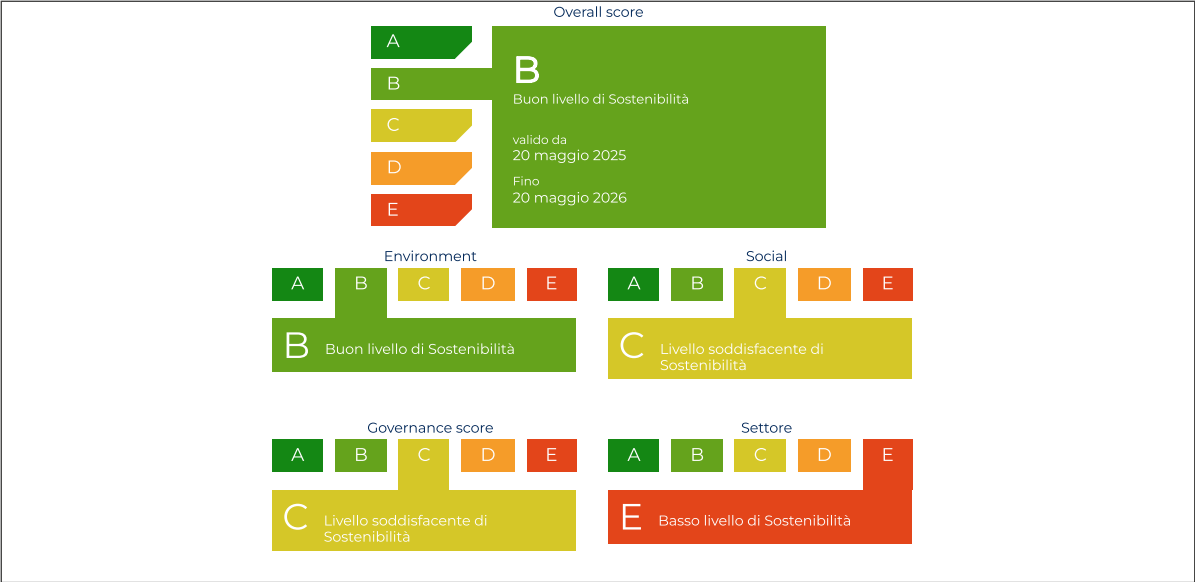 Overall score
A
B
C
D
E
B
Buon livello di Sostenibilità
valido da
20 maggio 2025
Fino
20 maggio 2026
Environment
A B C D E
B Buon livello di Sostenibilità
Social
A B C D E
C Livello soddisfacente di
Sostenibilità
Governance score
A B C D E
C Livello soddisfacente di
Sostenibilità
Settore
A B C D E
E Basso livello di Sostenibilità